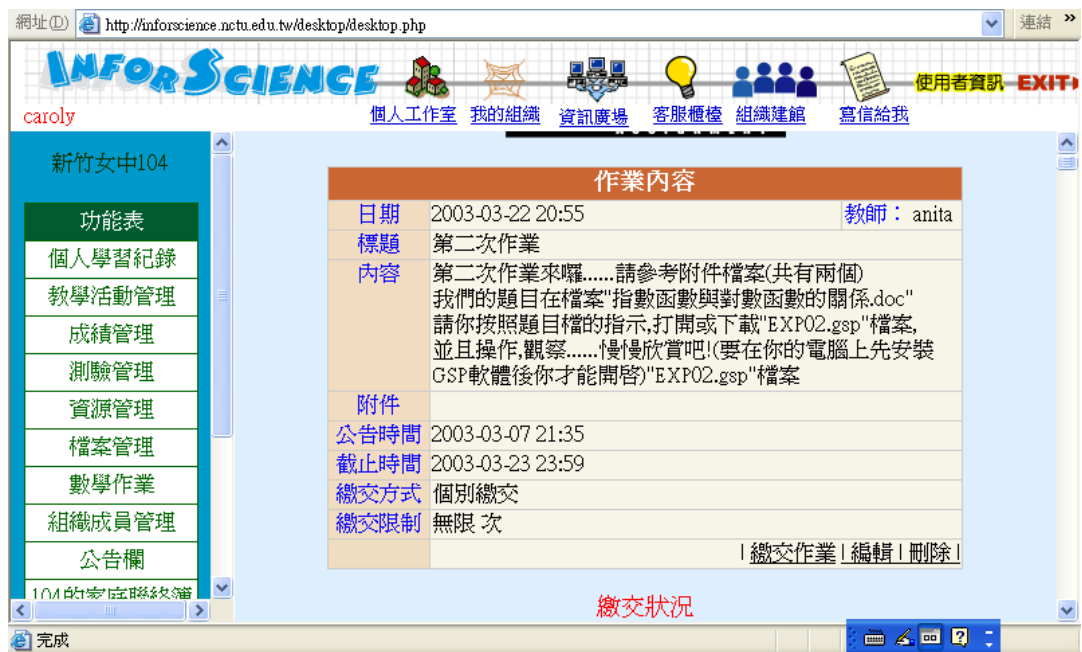 網址(D) http://inforscience.nctu.edu.tw/desktop/desktop.php 連結 »
INFORSCIENCE
使用者資訊 EXIT
caroly
個人工作室 我的組織 資訊廣場 客服櫃檯 組織建館 寫信給我
新竹女中104
功能表
個人學習紀錄
教學活動管理
成績管理
測驗管理
資源管理
檔案管理
數學作業
組織成員管理
公告欄
104的家庭聯絡簿
作業內容
日期 2003-03-22 20:55 教師： anita
標題 第二次作業
內容 第二次作業來囉......請參考附件檔案(共有兩個)
我們的題目在檔案"指數函數與對數函數的關係.doc"
請你按照題目檔的指示,打開或下載"EXP02.gsp"檔案,
並且操作,觀察......慢慢欣賞吧!(要在你的電腦上先安裝
GSP軟體後你才能開啓)"EXP02.gsp"檔案
附件
公告時間 2003-03-07 21:35
截止時間 2003-03-23 23:59
繳交方式 個別繳交
繳交限制 無限 次
| 繳交作業 | 編輯 | 刪除 |
繳交狀況
完成